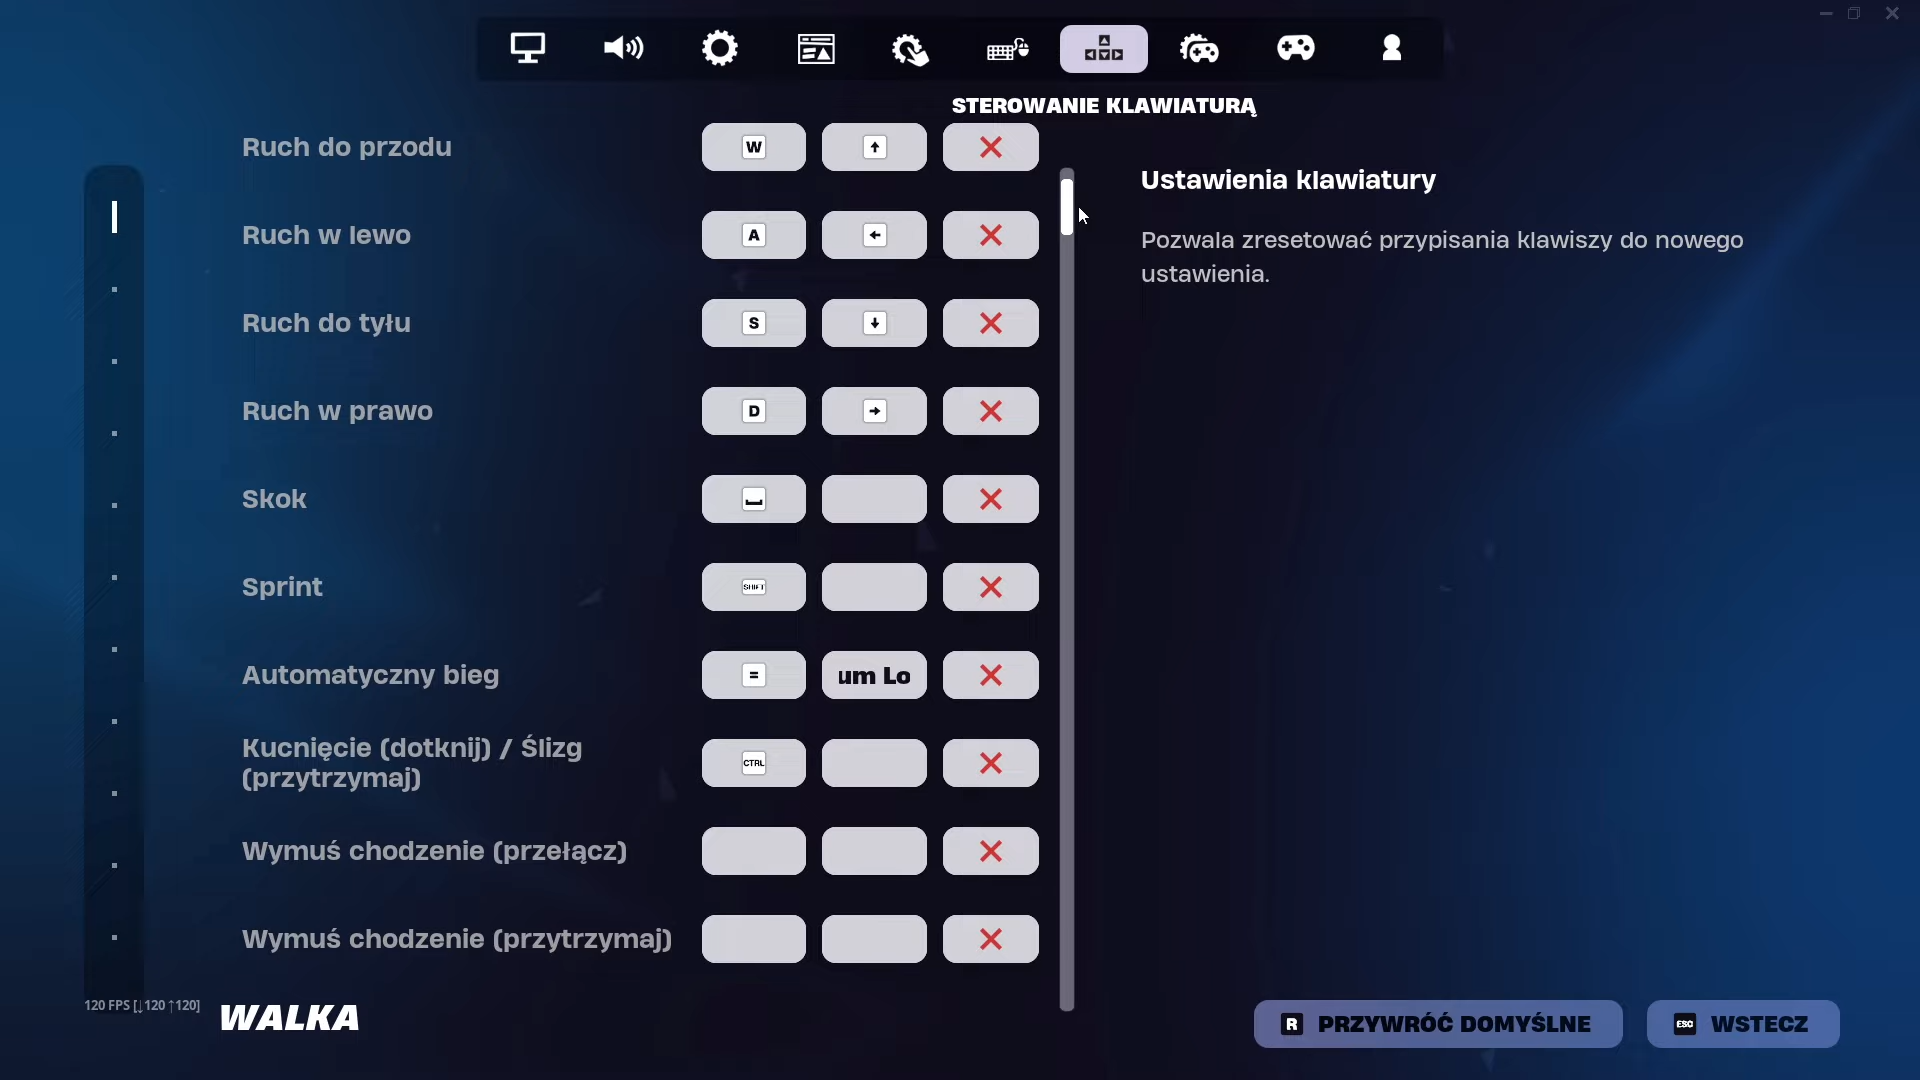 STEROWANIE KLAWIATURĄ
Ruch do przodu W ↑
Ustawienia klawiatury
Pozwala zresetować przypisania klawiszy do nowego
ustawienia.
Ruch w lewo A ←
Ruch do tyłu S ↓
Ruch w prawo D →
Skok
Sprint SHIFT
Automatyczny bieg = um Lo
Kucnięcie (dotknij) / Ślizg
(przytrzymaj) CTRL
Wymuś chodzenie (przełącz)
Wymuś chodzenie (przytrzymaj)
120 FPS [↓120 ↑120]
WALKA
R PRZYWRÓĆ DOMYŚLNE
ESC WSTECZ